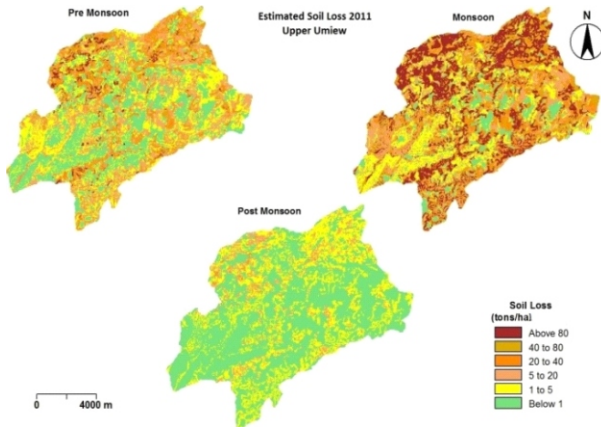 Pre Monsoon
Estimated Soil Loss 2011
Upper Umiew
Monsoon
N
Post Monsoon
Soil Loss
(tons/ha)
Above 80
40 to 80
20 to 40
5 to 20
1 to 5
Below 1
0 4000 m